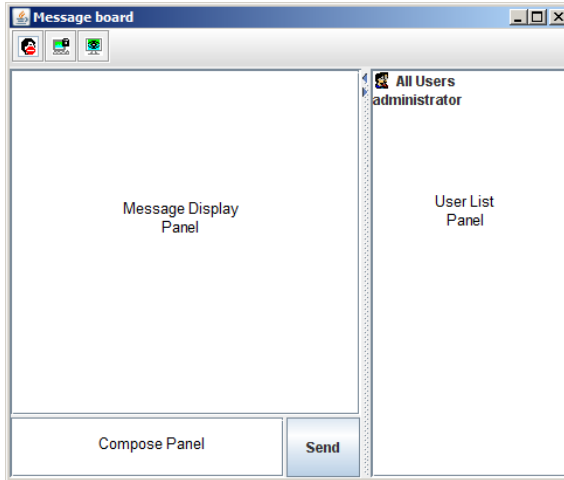 Message board
All Users
administrator
Message Display
Panel
User List
Panel
Compose Panel
Send